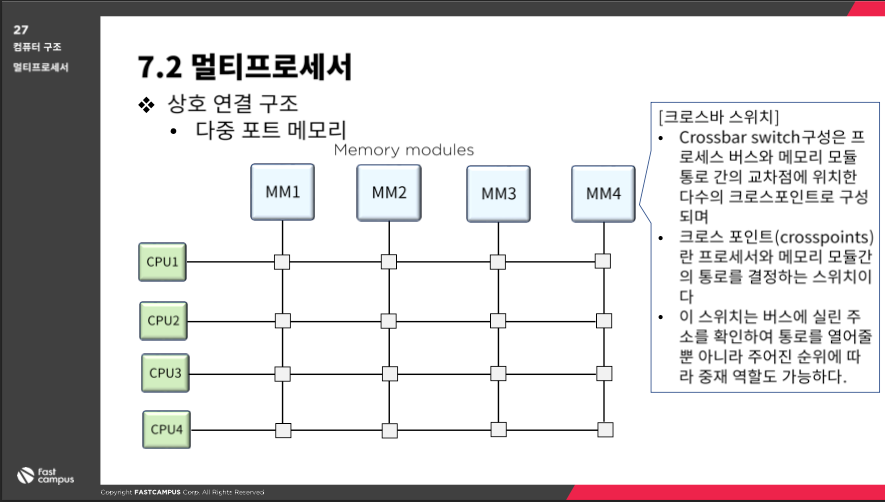 27
컴퓨터 구조
멀티프로세서
7.2 멀티프로세서
❖ 상호 연결 구조
• 다중 포트 메모리
Memory modules
MM1 MM2 MM3 MM4
CPU1
CPU2
CPU3
CPU4
[크로스바 스위치]
• Crossbar switch구성은 프
로세스 버스와 메모리 모듈
통로 간의 교차점에 위치한
다수의 크로스포인트로 구성
되며
• 크로스 포인트(crosspoints)
란 프로세서와 메모리 모듈간
의 통로를 결정하는 스위치이
다
• 이 스위치는 버스에 실린 주
소를 확인하여 통로를 열어줄
뿐 아니라 주어진 순위에 따
라 중재 역할도 가능하다.
Fast
campus
Copyright FASTCAMPUS Corp. All Rights Reserved